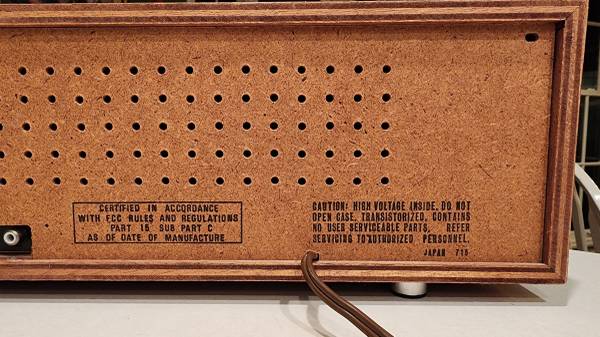 CERTIFIED IN ACCORDANCE
WITH FCC RULES AND REGULATIONS
PART 15 SUB PART C
AS OF DATE OF MANUFACTURE
CAUTION: HIGH VOLTAGE INSIDE, DO NOT
OPEN CASE. TRANSISTORIZED, CONTAINS
NO USER SERVICEABLE PARTS, REFER
SERVICING TO AUTHORIZED PERSONNEL.
JAPAN 715